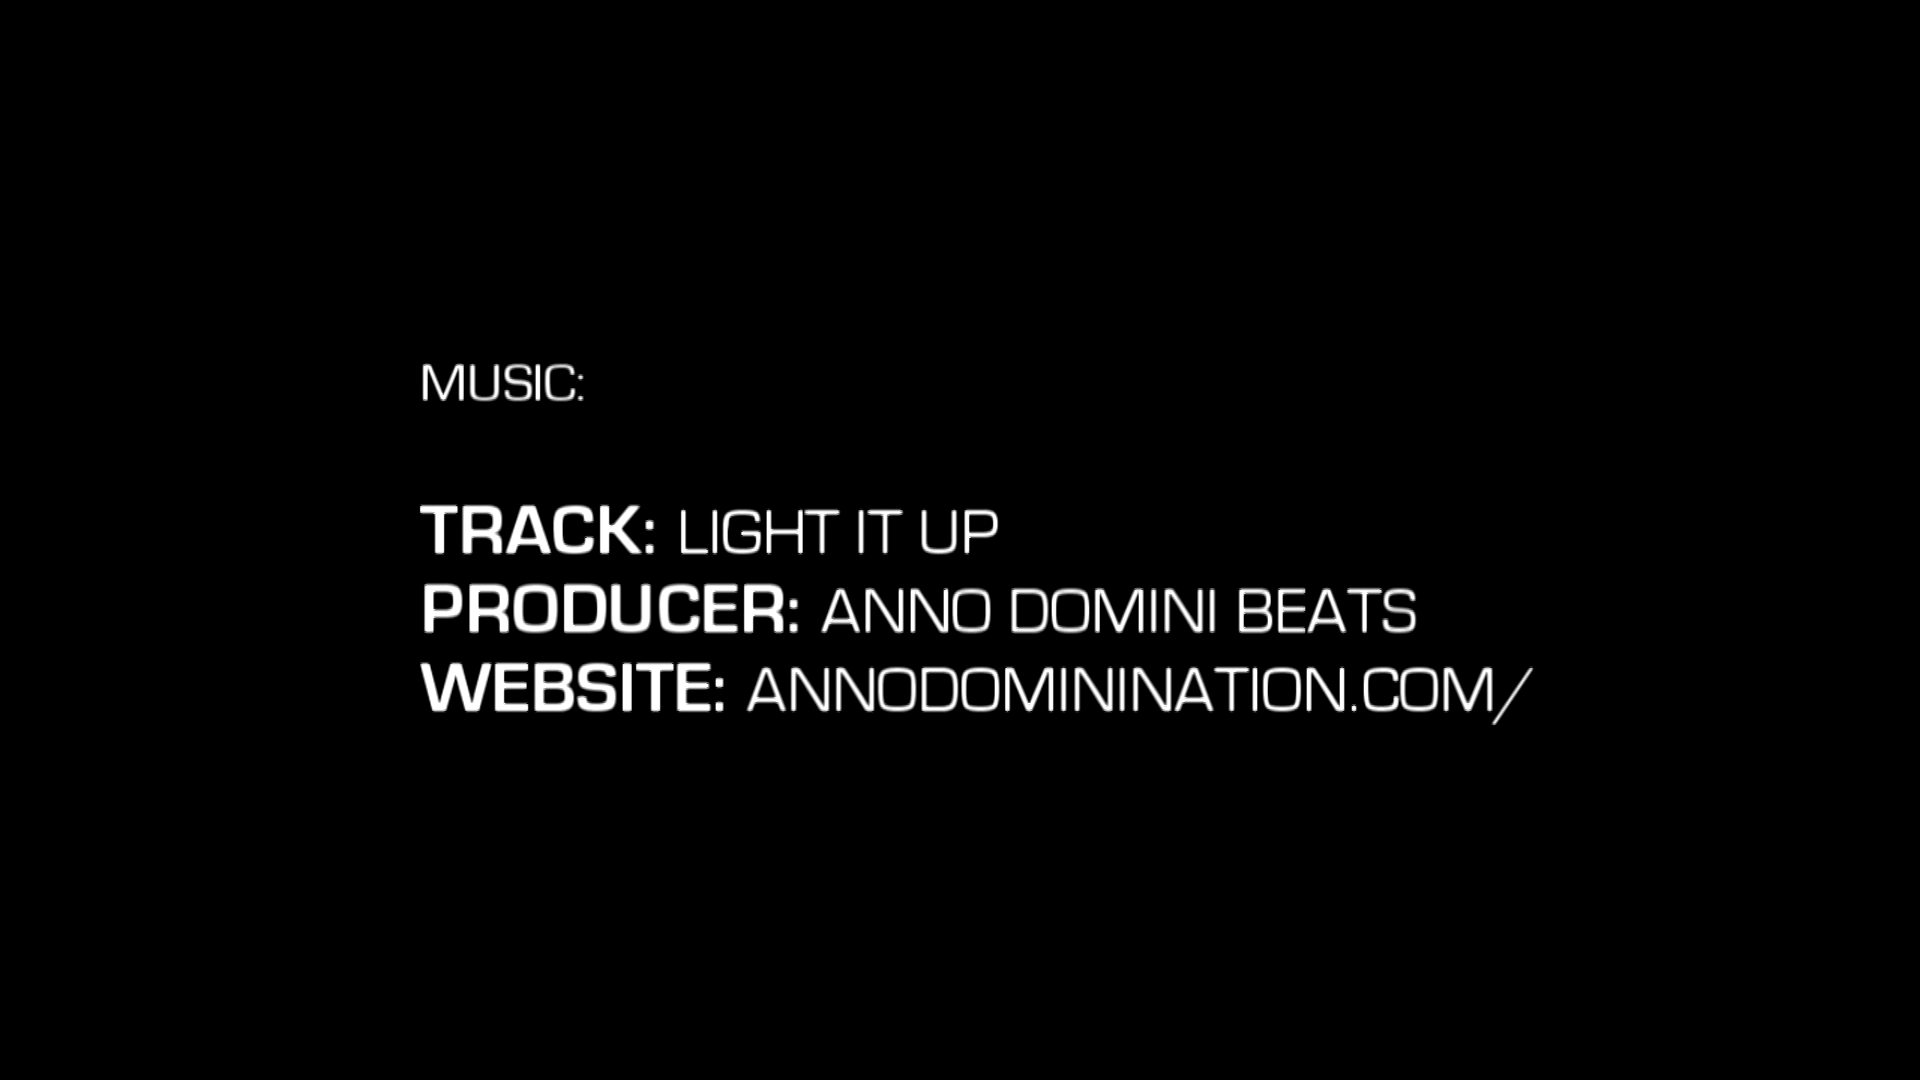 MUSIC:
TRACK: LIGHT IT UP
PRODUCER: ANNO DOMINI BEATS
WEBSITE: ANNODOMININATION.COM/